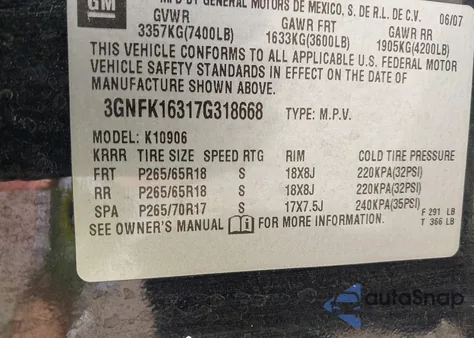 GM
MFD BY GENERAL MOTORS DE MEXICO, S. DE R.L. DE C.V. 06/07
GVWR GAWR FRT GAWR RR
3357KG(7400LB) 1633KG(3600LB) 1905KG(4200LB)
THIS VEHICLE CONFORMS TO ALL APPLICABLE U.S. FEDERAL MOTOR
VEHICLE SAFETY STANDARDS IN EFFECT ON THE DATE OF
MANUFACTURE SHOWN ABOVE.
3GNFK16317G318668 TYPE: M.P.V.
MODEL: K10906
KRRR TIRE SIZE SPEED RTG RIM COLD TIRE PRESSURE
FRT P265/65R18 S 18X8J 220KPA(32PSI)
RR P265/65R18 S 18X8J 220KPA(32PSI)
SPA P265/70R17 S 17X7.5J 240KPA(35PSI)
F 291 LB
T 366 LB
SEE OWNER'S MANUAL i FOR MORE INFORMATION.
autoSnap